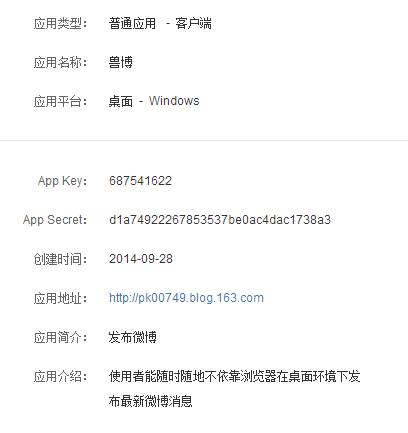 应用类型： 普通应用 - 客户端
应用名称： 兽博
应用平台： 桌面 - Windows
App Key： 687541622
App Secret： d1a74922267853537be0ac4dac1738a3
创建时间： 2014-09-28
应用地址： http://pk00749.blog.163.com
应用简介： 发布微博
应用介绍： 使用者能随时随地不依靠浏览器在桌面环境下发
布最新微博消息